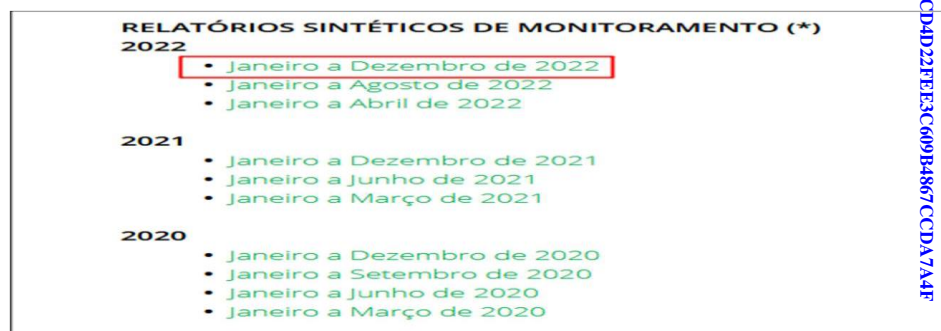 RELATÓRIOS SINTÉTICOS DE MONITORAMENTO (*)
2022
• Janeiro a Dezembro de 2022
• Janeiro a Agosto de 2022
• Janeiro a Abril de 2022
2021
• Janeiro a Dezembro de 2021
• Janeiro a Junho de 2021
• Janeiro a Março de 2021
2020
• Janeiro a Dezembro de 2020
• Janeiro a Setembro de 2020
• Janeiro a Junho de 2020
• Janeiro a Março de 2020
CD4D22FEE3C609B4867CCDA7A4F